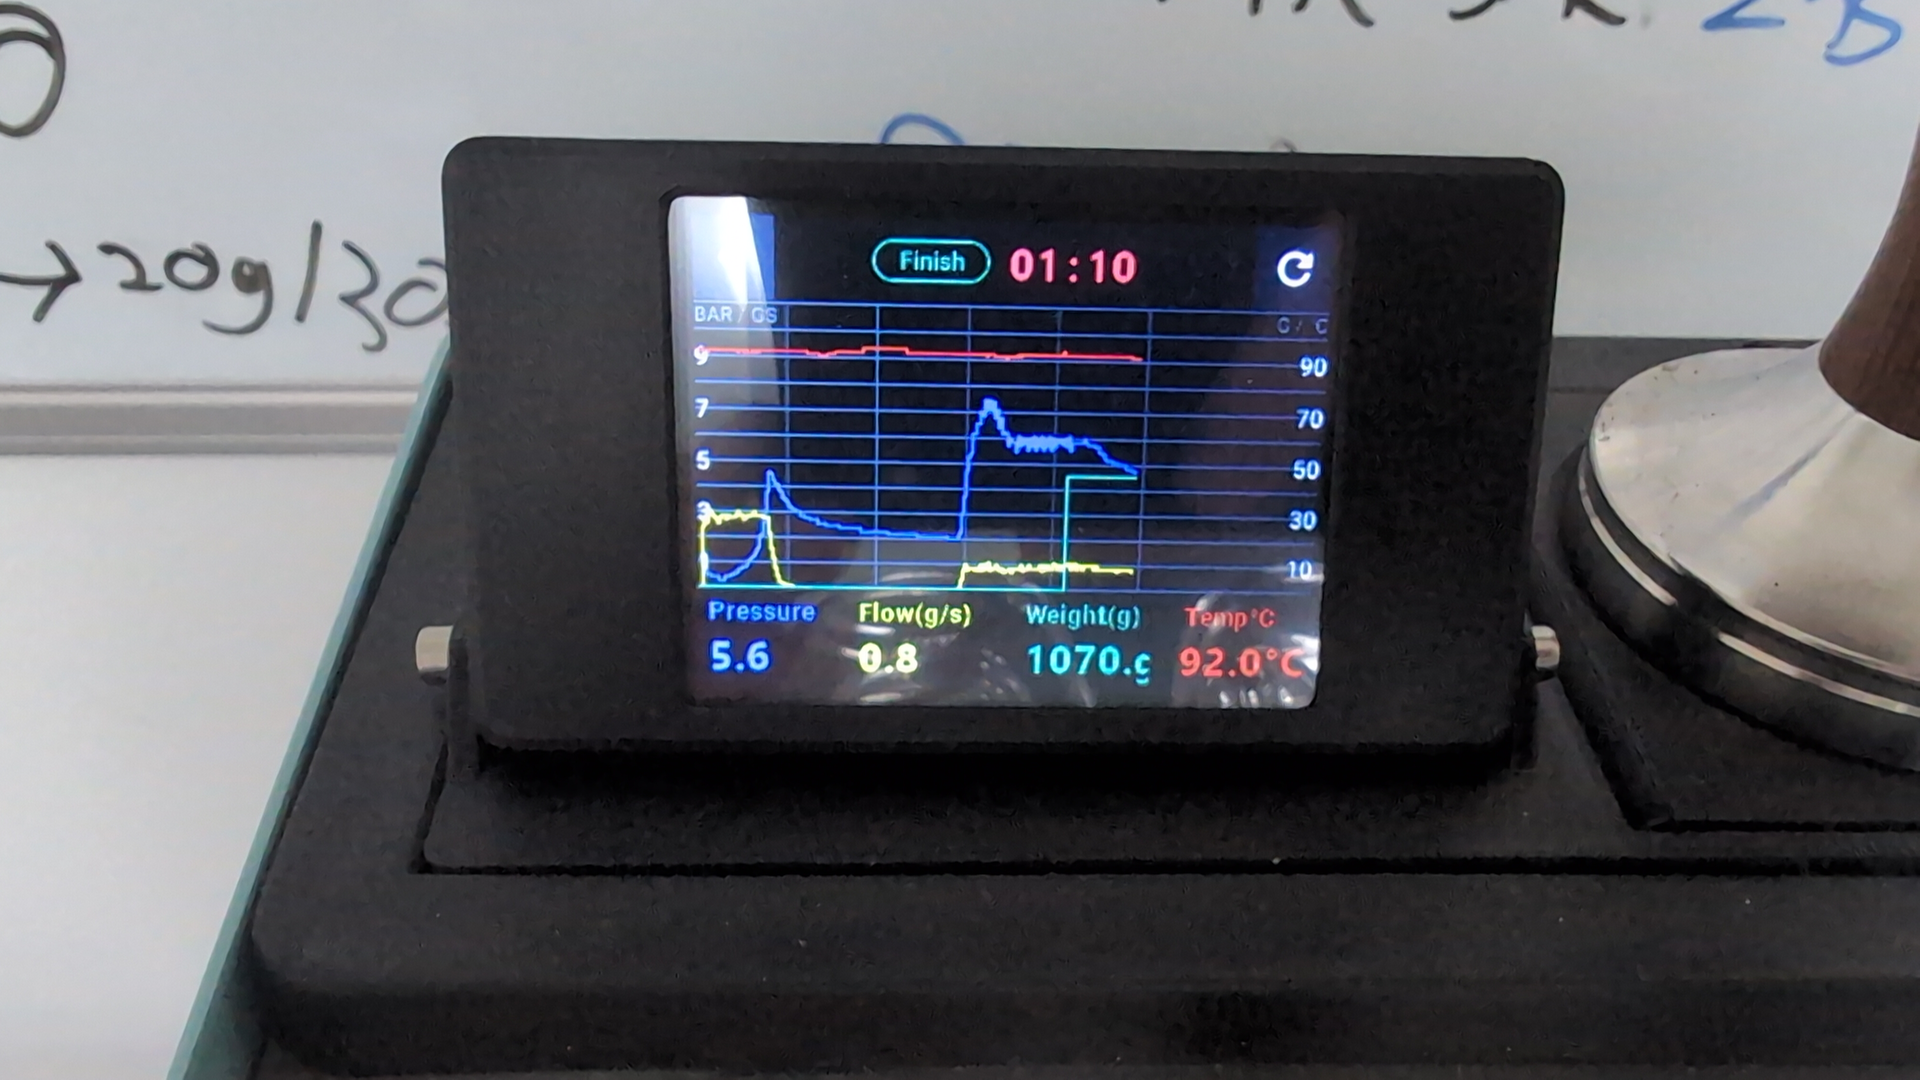 →20g/30
Finish 01:10
BAR / GS G / C
9 90
7 70
5 50
3 30
10
Pressure Flow(g/s) Weight(g) Temp°C
5.6 0.8 1070.g 92.0°C